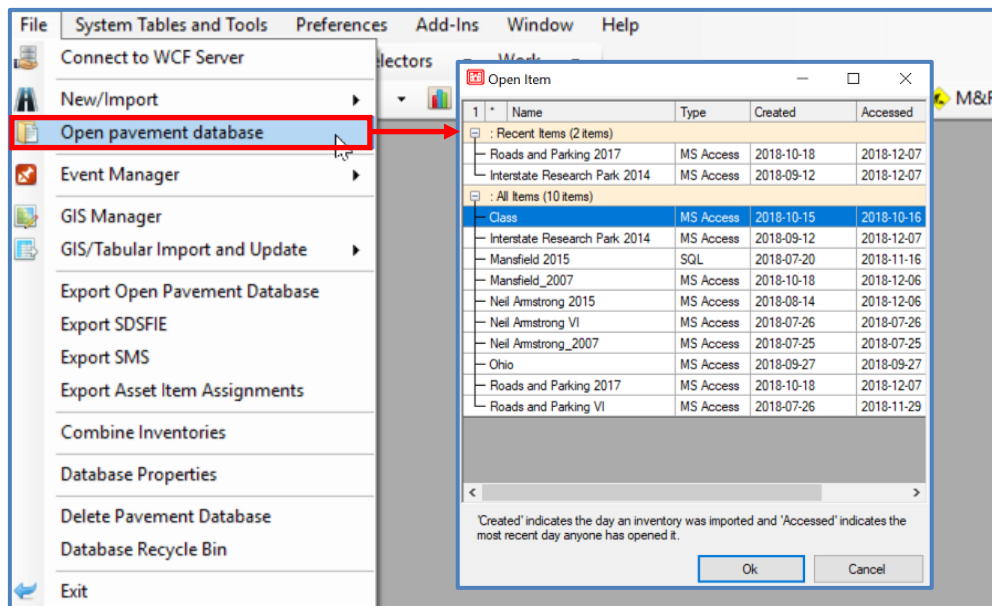 File System Tables and Tools Preferences Add-Ins Window Help
Connect to WCF Server
New/Import
Open pavement database
Event Manager
GIS Manager
GIS/Tabular Import and Update
Export Open Pavement Database
Export SDSFIE
Export SMS
Export Asset Item Assignments
Combine Inventories
Database Properties
Delete Pavement Database
Database Recycle Bin
Exit
M&R
Open Item
1 * Name Type Created Accessed
: Recent Items (2 items)
Roads and Parking 2017 MS Access 2018-10-18 2018-12-07
Interstate Research Park 2014 MS Access 2018-09-12 2018-12-07
: All Items (10 items)
Class MS Access 2018-10-15 2018-10-16
Interstate Research Park 2014 MS Access 2018-09-12 2018-12-07
Mansfield 2015 SQL 2018-07-20 2018-11-16
Mansfield_2007 MS Access 2018-10-18 2018-12-06
Neil Armstrong 2015 MS Access 2018-08-14 2018-12-06
Neil Armstrong VI MS Access 2018-07-26 2018-07-26
Neil Armstrong_2007 MS Access 2018-07-25 2018-07-25
Ohio MS Access 2018-09-27 2018-09-27
Roads and Parking 2017 MS Access 2018-10-18 2018-12-07
Roads and Parking VI MS Access 2018-07-26 2018-11-29
'Created' indicates the day an inventory was imported and 'Accessed' indicates the
most recent day anyone has opened it.
Ok Cancel